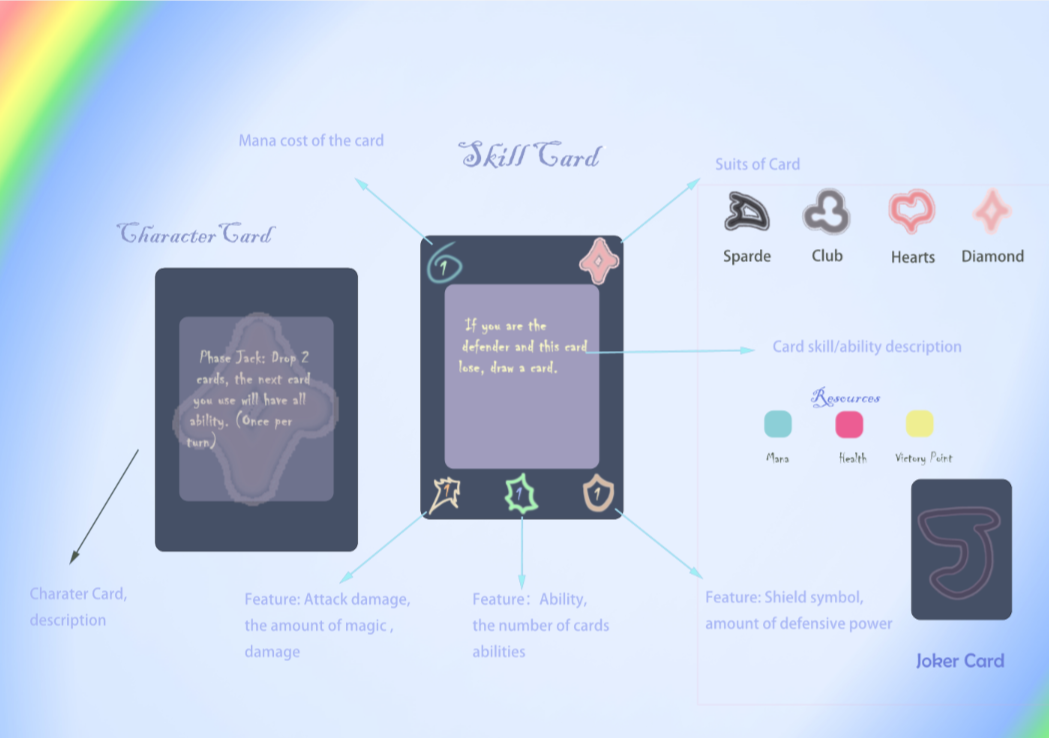 Mana cost of the card
Skill Card
Suits of Card
Sparde
Club
Hearts
Diamond
Character Card
1
Phase Jack: Drop 2
cards, the next card
you use will have all
ability. (Once per
turn)
If you are the
defender and this card
lose, draw a card.
Card skill/ability description
Resources
Mana
Health
Victory Point
1
1
1
J
Charater Card,
description
Feature: Attack damage,
the amount of magic ,
damage
Feature: Ability,
the number of cards
abilities
Feature: Shield symbol,
amount of defensive power
Joker Card